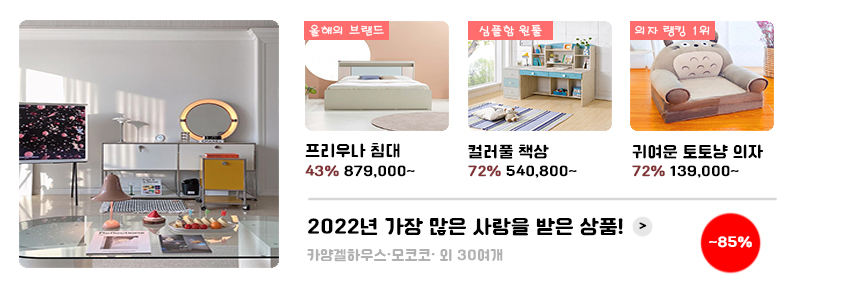 올해의 브랜드
심플함 원툴
의자 랭킹 1위
프리우나 침대
43% 879,000~
컬러풀 책상
72% 540,800~
귀여운 토토냥 의자
72% 139,000~
2022년 가장 많은 사랑을 받은 상품! >
카양겔하우스·모코코· 외 30여개
~85%